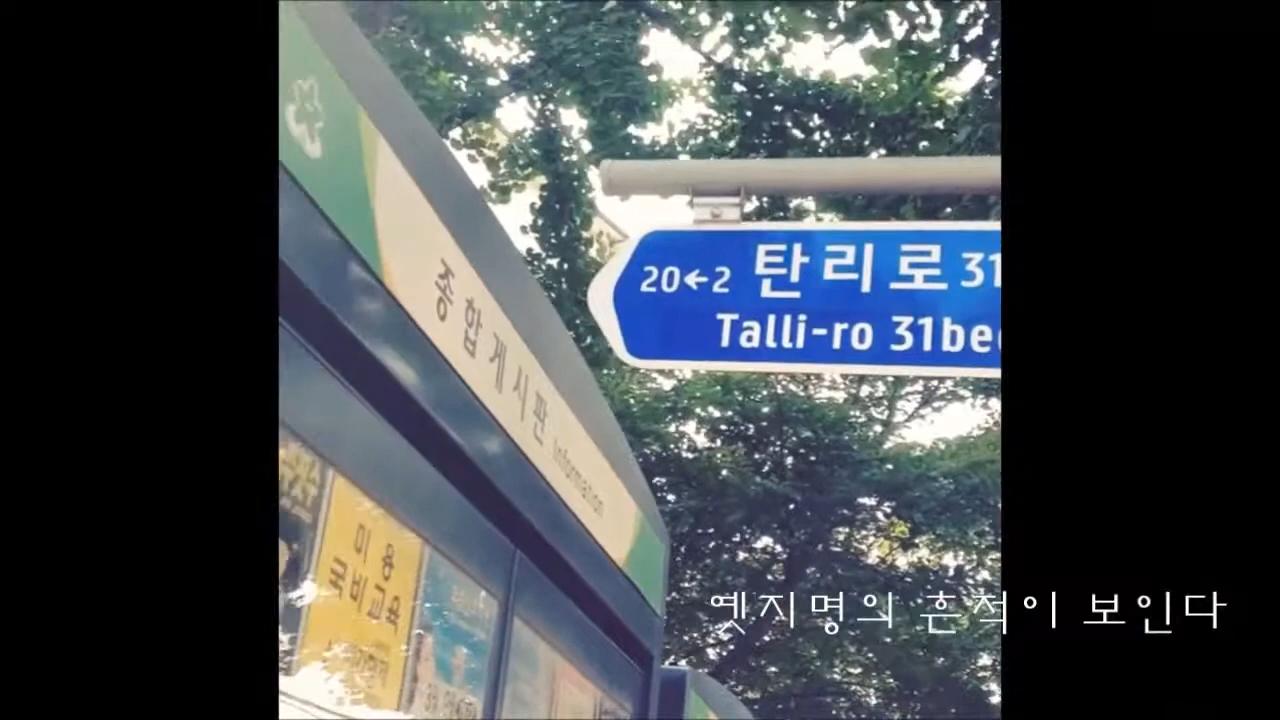 20←2 탄리로 31
Talli-ro 31be
종합게시판 Information
미용
국비교육
옛지명의 흔적이 보인다